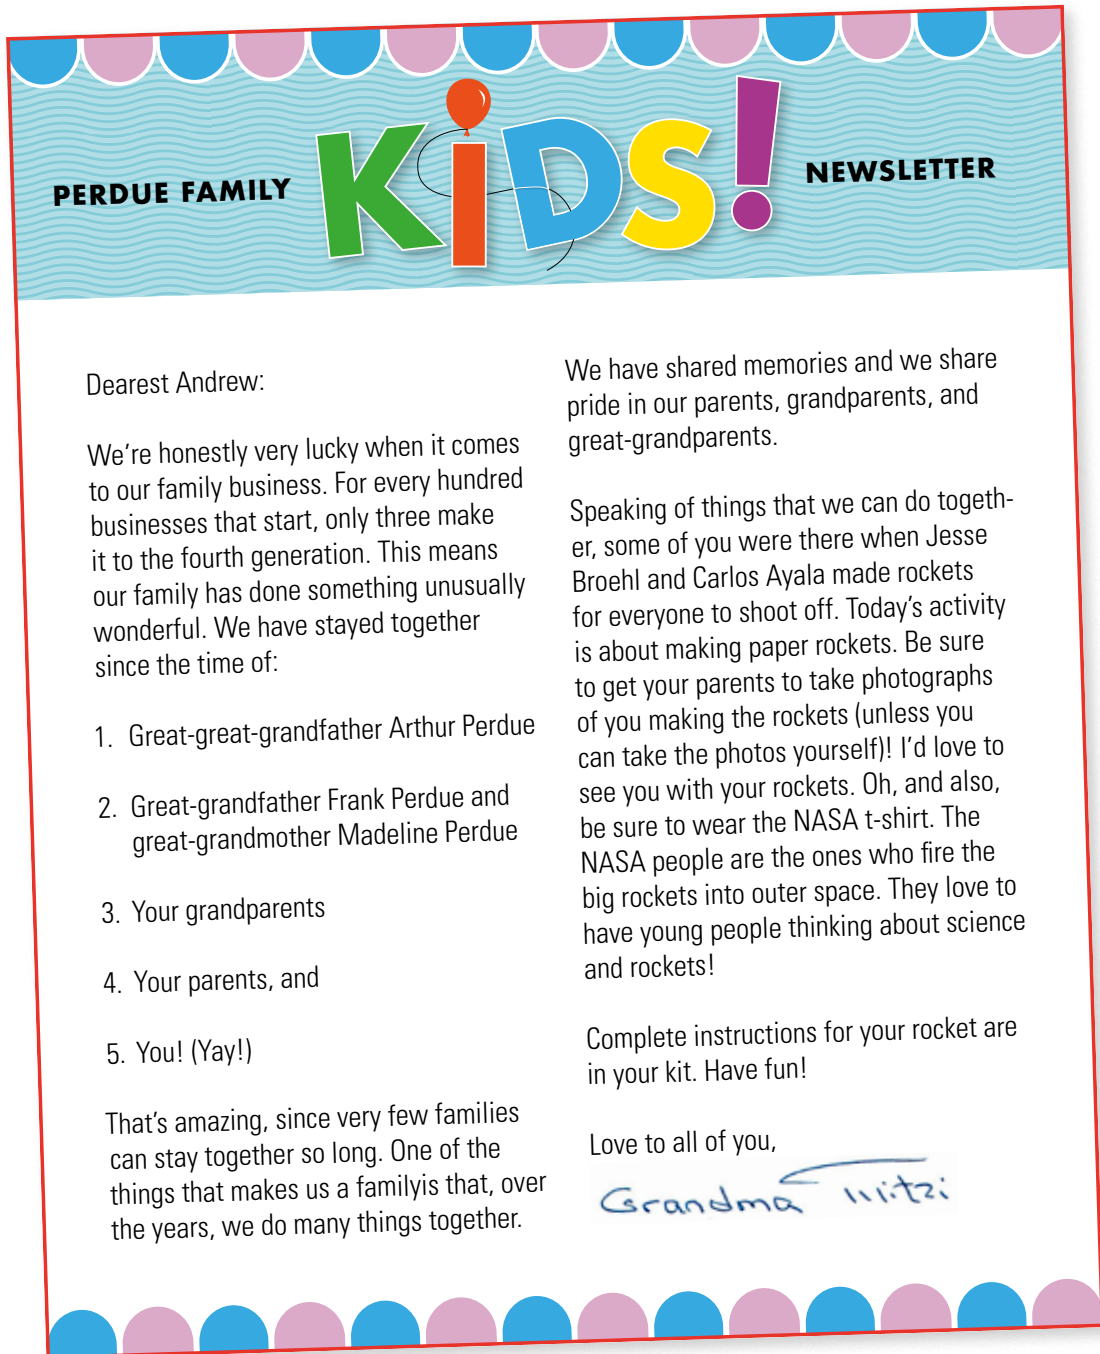 PERDUE FAMILY
KiDS!
NEWSLETTER
Dearest Andrew:
We're honestly very lucky when it comes
to our family business. For every hundred
businesses that start, only three make
it to the fourth generation. This means
our family has done something unusually
wonderful. We have stayed together
since the time of:
1. Great-great-grandfather Arthur Perdue
2. Great-grandfather Frank Perdue and
great-grandmother Madeline Perdue
3. Your grandparents
4. Your parents, and
5. You! (Yay!)
That's amazing, since very few families
can stay together so long. One of the
things that makes us a familyis that, over
the years, we do many things together.
We have shared memories and we share
pride in our parents, grandparents, and
great-grandparents.
Speaking of things that we can do togeth-
er, some of you were there when Jesse
Broehl and Carlos Ayala made rockets
for everyone to shoot off. Today's activity
is about making paper rockets. Be sure
to get your parents to take photographs
of you making the rockets (unless you
can take the photos yourself)! I'd love to
see you with your rockets. Oh, and also,
be sure to wear the NASA t-shirt. The
NASA people are the ones who fire the
big rockets into outer space. They love to
have young people thinking about science
and rockets!
Complete instructions for your rocket are
in your kit. Have fun!
Love to all of you,
Grandma Mitzi